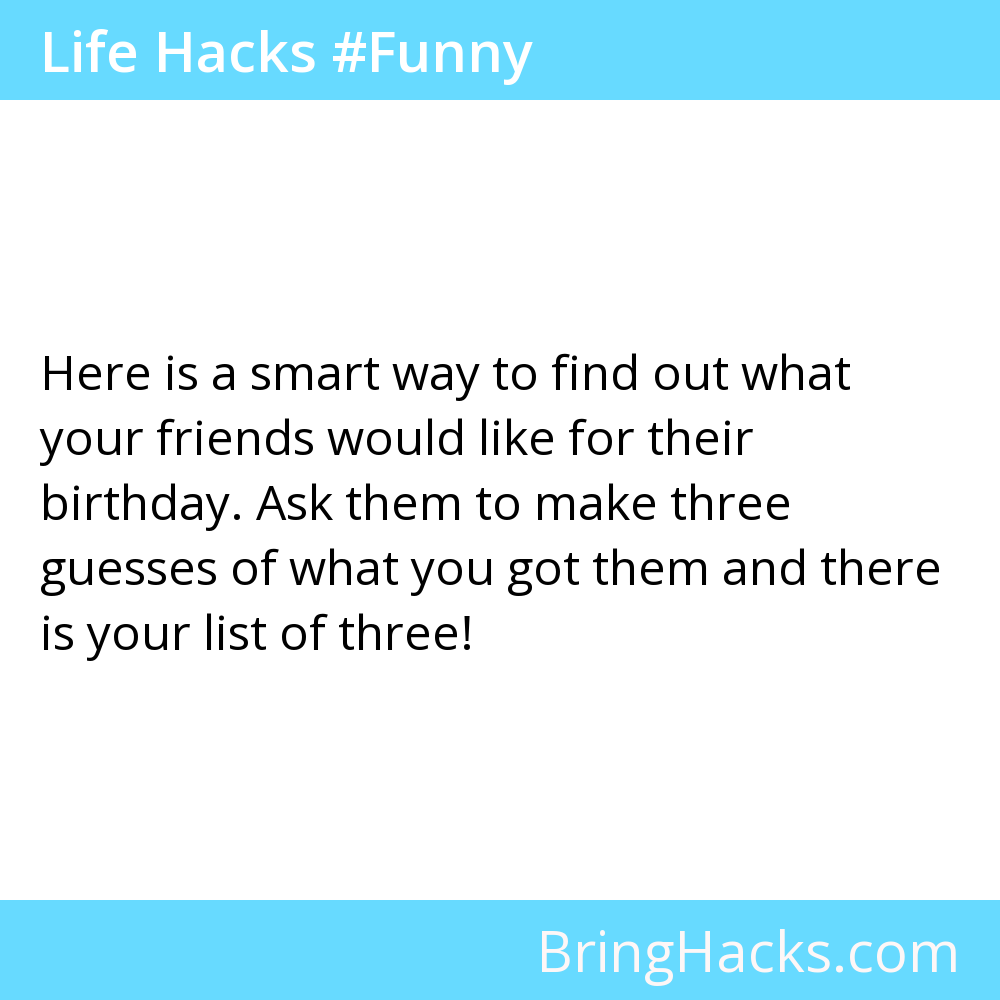 Life Hacks #Funny
Here is a smart way to find out what
your friends would like for their
birthday. Ask them to make three
guesses of what you got them and there
is your list of three!
BringHacks.com